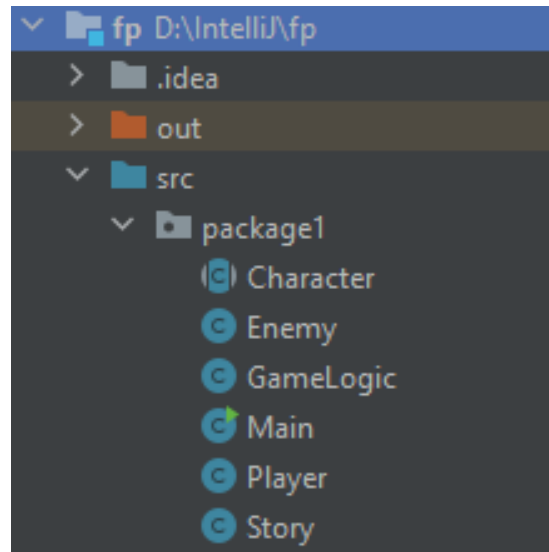 fp D:\IntelliJ\fp
.idea
out
src
package1
Character
Enemy
GameLogic
Main
Player
Story